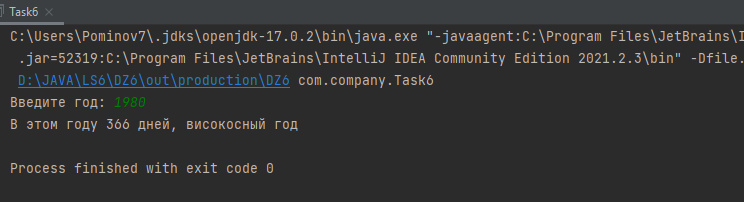 Task6
C:\Users\Pominov7\.jdks\openjdk-17.0.2\bin\java.exe "-javaagent:C:\Program Files\JetBrains\I
.jar=52319:C:\Program Files\JetBrains\IntelliJ IDEA Community Edition 2021.2.3\bin" -Dfile.
D:\JAVA\LS6\DZ6\out\production\DZ6 com.company.Task6
Введите год: 1980
В этом году 366 дней, високосный год
Process finished with exit code 0